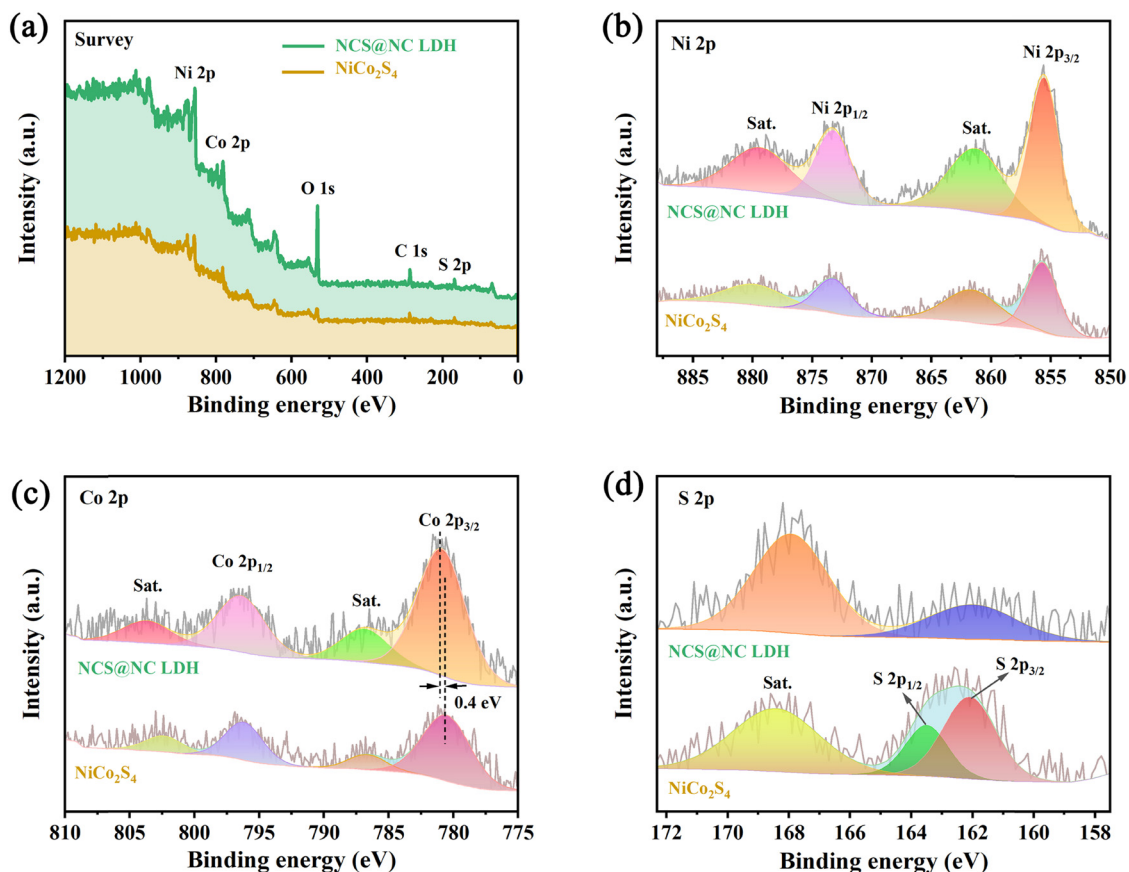 (a)
Survey
NCS@NC LDH
NiCo₂S₄
Ni 2p
Co 2p
O 1s
C 1s
S 2p
Intensity (a.u.)
1200 1000 800 600 400 200 0
Binding energy (eV)
(b)
Ni 2p
Ni 2p₃/₂
Sat.
Ni 2p₁/₂
Sat.
NCS@NC LDH
NiCo₂S₄
Intensity (a.u.)
885 880 875 870 865 860 855 850
Binding energy (eV)
(c)
Co 2p
Co 2p₃/₂
Co 2p₁/₂
Sat.
Sat.
NCS@NC LDH
0.4 eV
NiCo₂S₄
Intensity (a.u.)
810 805 800 795 790 785 780 775
Binding energy (eV)
(d)
S 2p
NCS@NC LDH
S 2p₃/₂
S 2p₁/₂
Sat.
NiCo₂S₄
Intensity (a.u.)
172 170 168 166 164 162 160 158
Binding energy (eV)